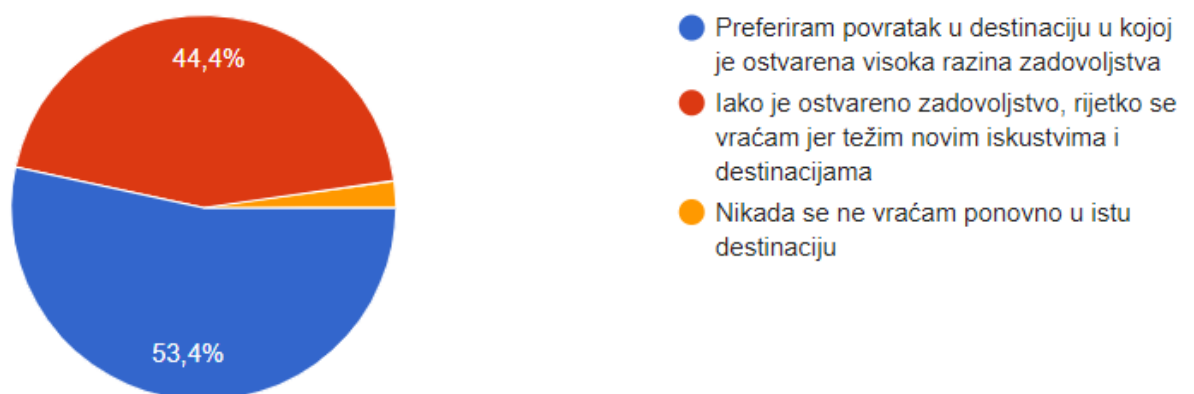 44,4%
53,4%
Preferiram povratak u destinaciju u kojoj
je ostvarena visoka razina zadovoljstva
Iako je ostvareno zadovoljstvo, rijetko se
vraćam jer težim novim iskustvima i
destinacijama
Nikada se ne vraćam ponovno u istu
destinaciju